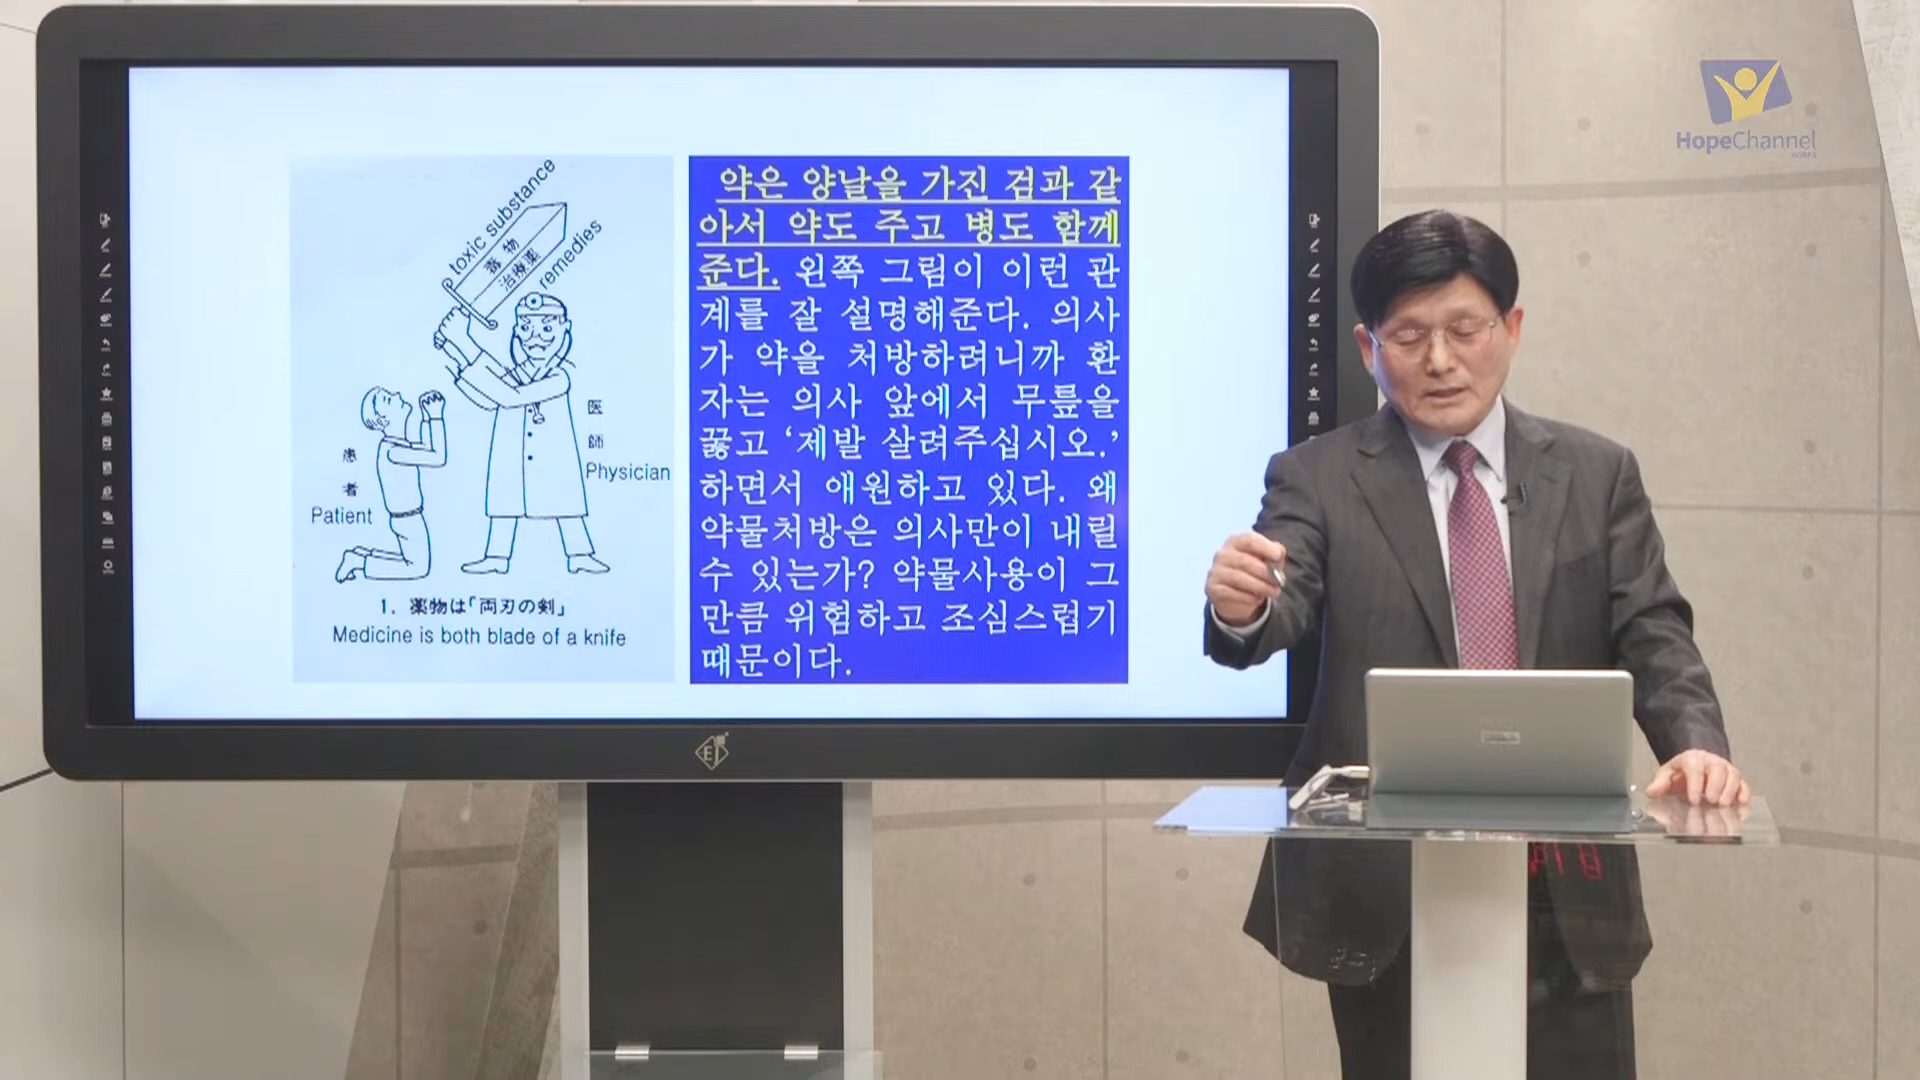 HopeChannel
KOREA
toxic substance
毒物
治療薬
remedies
医師
Physician
患者
Patient
1. 薬物は「両刃の剣」
Medicine is both blade of a knife
약은 양날을 가진 검과 같
아서 약도 주고 병도 함께
준다. 왼쪽 그림이 이런 관
계를 잘 설명해준다. 의사
가 약을 처방하려니까 환
자는 의사 앞에서 무릎을
꿇고 ‘제발 살려주십시오.’
하면서 애원하고 있다. 왜
약물처방은 의사만이 내릴
수 있는가? 약물사용이 그
만큼 위험하고 조심스럽기
때문이다.
EJ